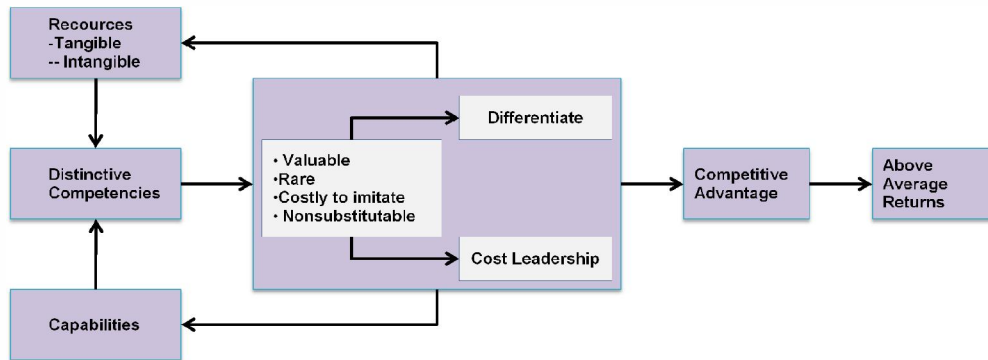 Recources
-Tangible
-- Intangible
Distinctive
Competencies
Capabilities
• Valuable
•Rare
•Costly to imitate
• Nonsubstitutable
Differentiate
Cost Leadership
Competitive
Advantage
Above
Average
Returns